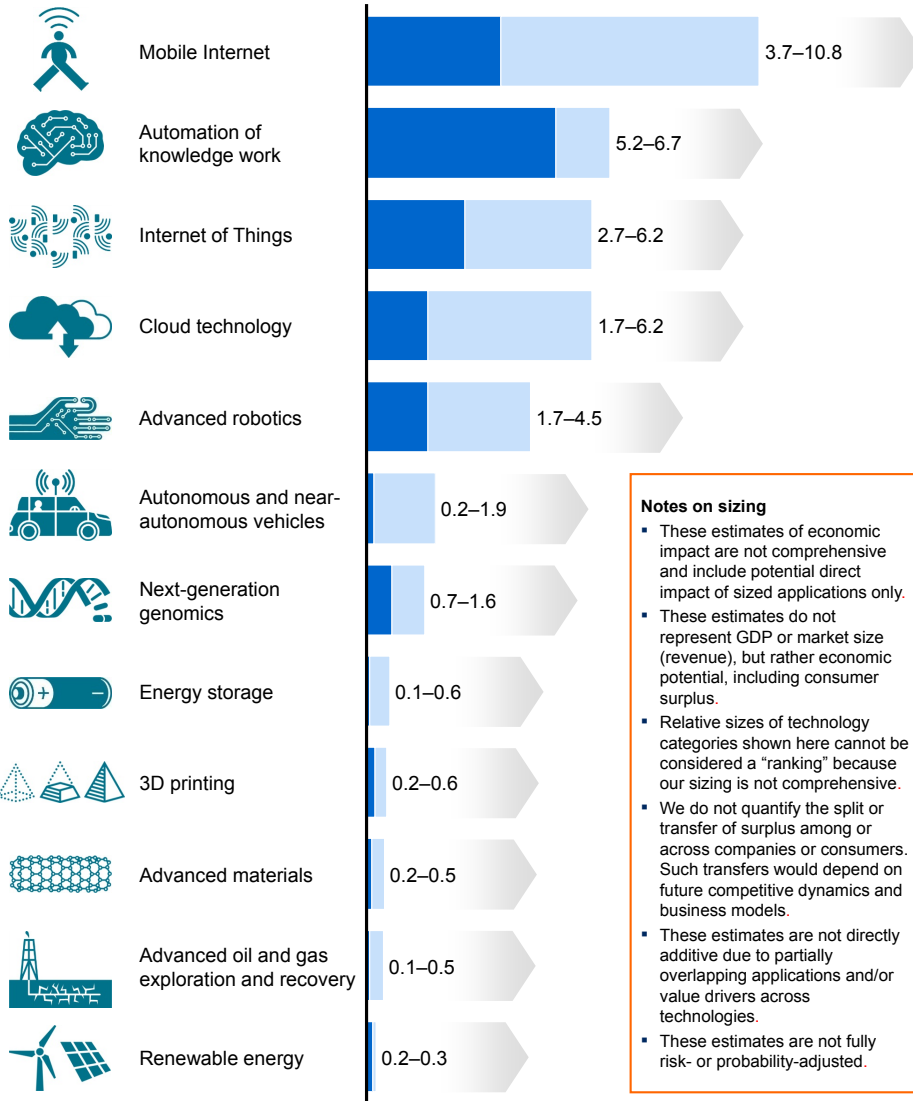 Mobile Internet
3.7–10.8
Automation of
knowledge work
5.2–6.7
Internet of Things
2.7–6.2
Cloud technology
1.7–6.2
Advanced robotics
1.7–4.5
Autonomous and near-
autonomous vehicles
0.2–1.9
Next-generation
genomics
0.7–1.6
Energy storage
0.1–0.6
3D printing
0.2–0.6
Advanced materials
0.2–0.5
Advanced oil and gas
exploration and recovery
0.1–0.5
Renewable energy
0.2–0.3
Notes on sizing
▪ These estimates of economic
impact are not comprehensive
and include potential direct
impact of sized applications only.
▪ These estimates do not
represent GDP or market size
(revenue), but rather economic
potential, including consumer
surplus.
▪ Relative sizes of technology
categories shown here cannot be
considered a “ranking” because
our sizing is not comprehensive.
▪ We do not quantify the split or
transfer of surplus among or
across companies or consumers.
Such transfers would depend on
future competitive dynamics and
business models.
▪ These estimates are not directly
additive due to partially
overlapping applications and/or
value drivers across
technologies.
▪ These estimates are not fully
risk- or probability-adjusted.